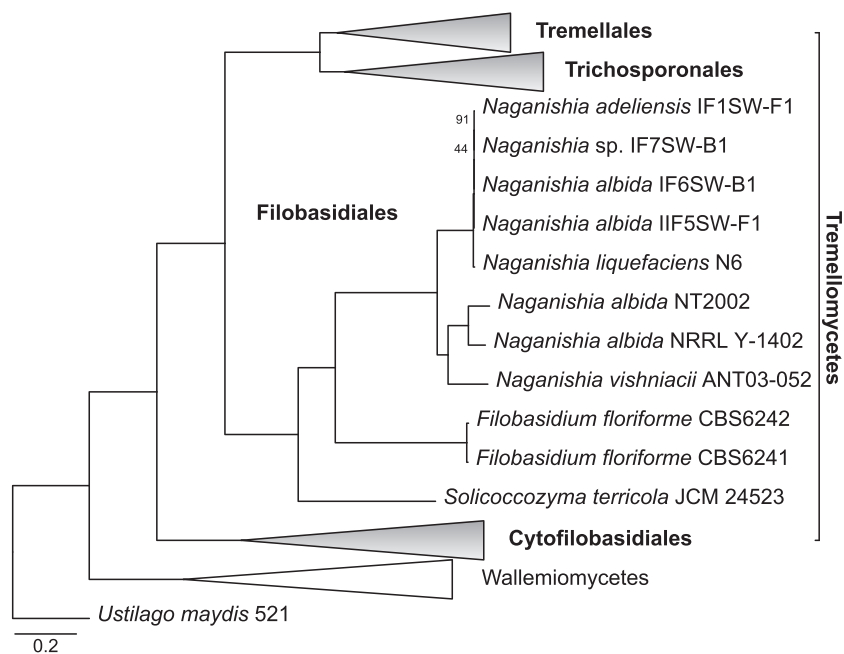 Tremellales
Trichosporonales
Naganishia adeliensis IF1SW-F1
91
Naganishia sp. IF7SW-B1
44
Naganishia albida IF6SW-B1
Filobasidiales
Naganishia albida IIF5SW-F1
Naganishia liquefaciens N6
Naganishia albida NT2002
Naganishia albida NRRL Y-1402
Naganishia vishniacii ANT03-052
Filobasidium floriforme CBS6242
Filobasidium floriforme CBS6241
Solicoccozyma terricola JCM 24523
Cytofilobasidiales
Tremellomycetes
Wallemiomycetes
Ustilago maydis 521
0.2